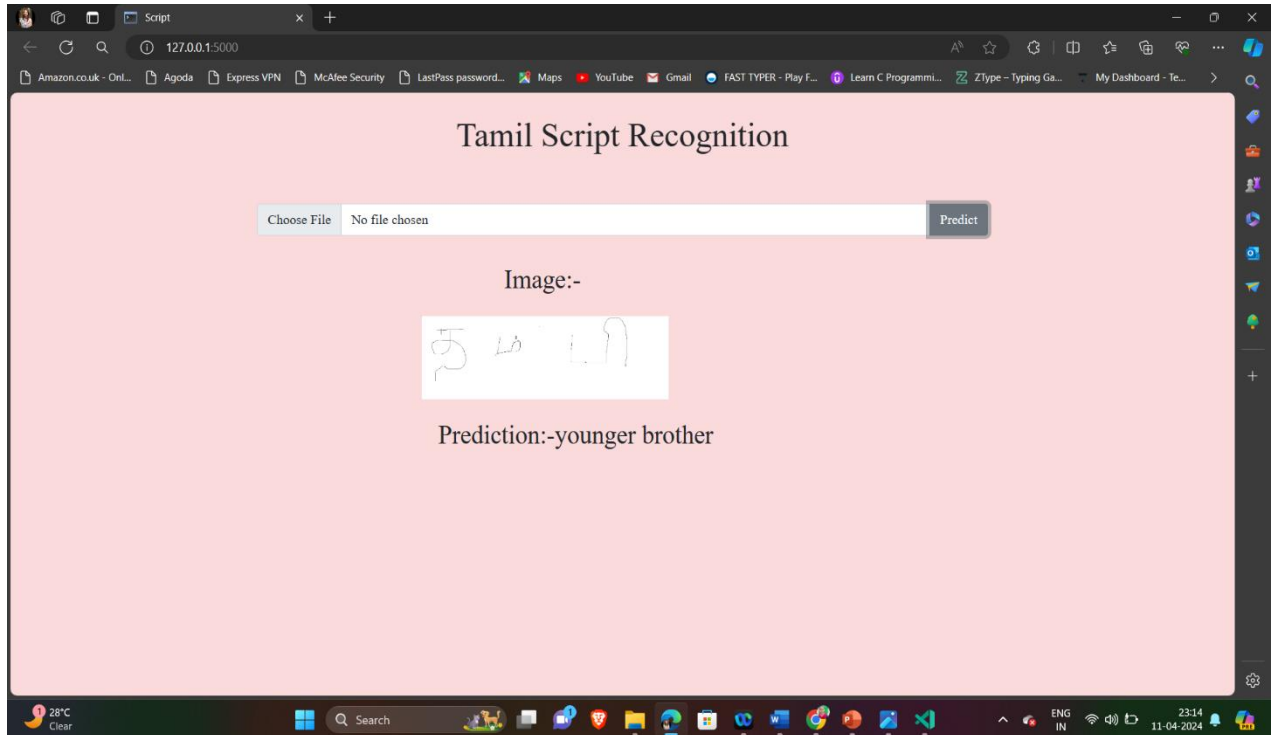 Script
127.0.0.1:5000
Amazon.co.uk - Onl... Agoda Express VPN McAfee Security LastPass password... Maps YouTube Gmail FAST TYPER - Play F... Learn C Programmi... ZType – Typing Ga... My Dashboard - Te...
Tamil Script Recognition
Choose File No file chosen Predict
Image:-
தம்பி
Prediction:-younger brother
1 28°C
Clear
Search
ENG
IN
23:14
11-04-2024